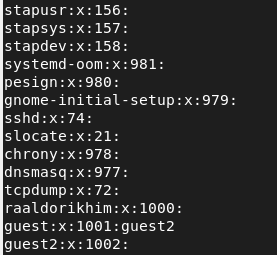 stapusr:x:156:
stapsys:x:157:
stapdev:x:158:
systemd-oom:x:981:
pesign:x:980:
gnome-initial-setup:x:979:
sshd:x:74:
slocate:x:21:
chrony:x:978:
dnsmasq:x:977:
tcpdump:x:72:
raaldorikhim:x:1000:
guest:x:1001:guest2
guest2:x:1002: